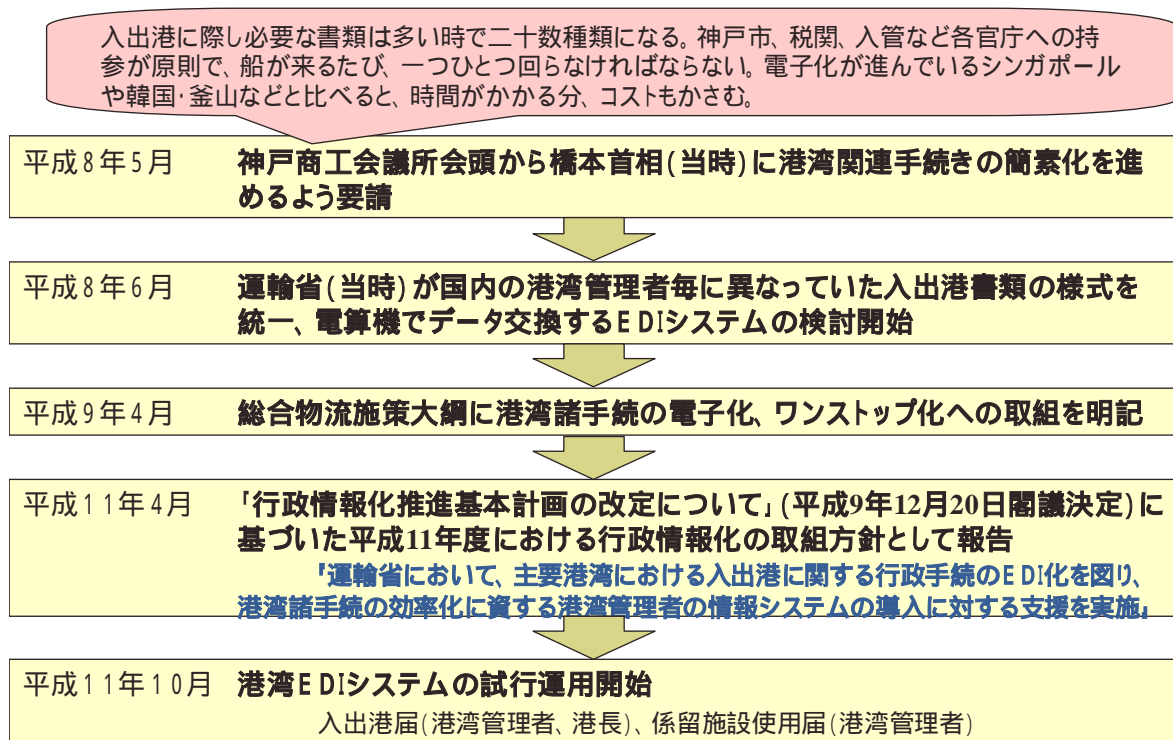 入出港に際し必要な書類は多い時で二十数種類になる。神戸市、税関、入管など各官庁への持
参が原則で、船が来るたび、一つひとつ回らなければならない。電子化が進んでいるシンガポール
や韓国・釜山などと比べると、時間がかかる分、コストもかさむ。
平成8年5月 神戸商工会議所会頭から橋本首相(当時)に港湾関連手続きの簡素化を進
めるよう要請
平成8年6月 運輸省(当時)が国内の港湾管理者毎に異なっていた入出港書類の様式を
統一、電算機でデータ交換するEDIシステムの検討開始
平成9年4月 総合物流施策大綱に港湾諸手続の電子化、ワンストップ化への取組を明記
平成11年4月 「行政情報化推進基本計画の改定について」(平成9年12月20日閣議決定)に
基づいた平成11年度における行政情報化の取組方針として報告
「運輸省において、主要港湾における入出港に関する行政手続のEDI化を図り、
港湾諸手続の効率化に資する港湾管理者の情報システムの導入に対する支援を実施」
平成11年10月 港湾EDIシステムの試行運用開始
入出港届(港湾管理者、港長)、係留施設使用届(港湾管理者)